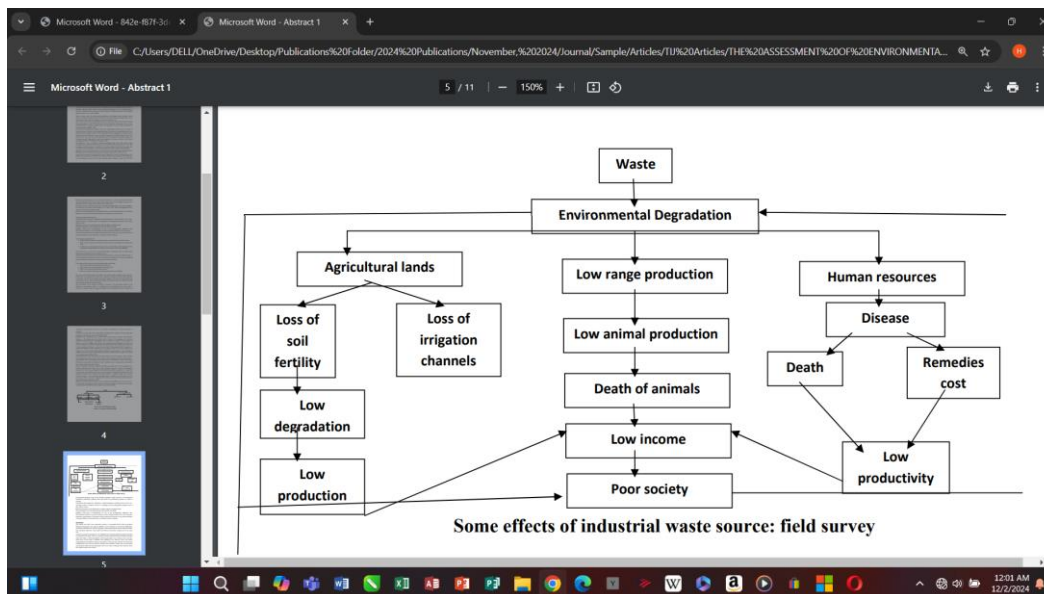 Microsoft Word - 842e-f87f-3d
Microsoft Word - Abstract 1
File
C:/Users/DELL/OneDrive/Desktop/Publications%20Folder/2024%20Publications/November,%202024/Journal/Sample/Articles/TIJ%20Articles/THE%20ASSESSMENT%20OF%20ENVIRONMENTA...
H
Microsoft Word - Abstract 1
5 / 11
150%
2
3
4
5
Waste
Environmental Degradation
Agricultural lands
Low range production
Human resources
Loss of
soil
fertility
Loss of
irrigation
channels
Low animal production
Disease
Death
Remedies
cost
Low
degradation
Death of animals
Low income
Low
production
Low
productivity
Poor society
Some effects of industrial waste source: field survey
12:01 AM
12/2/2024